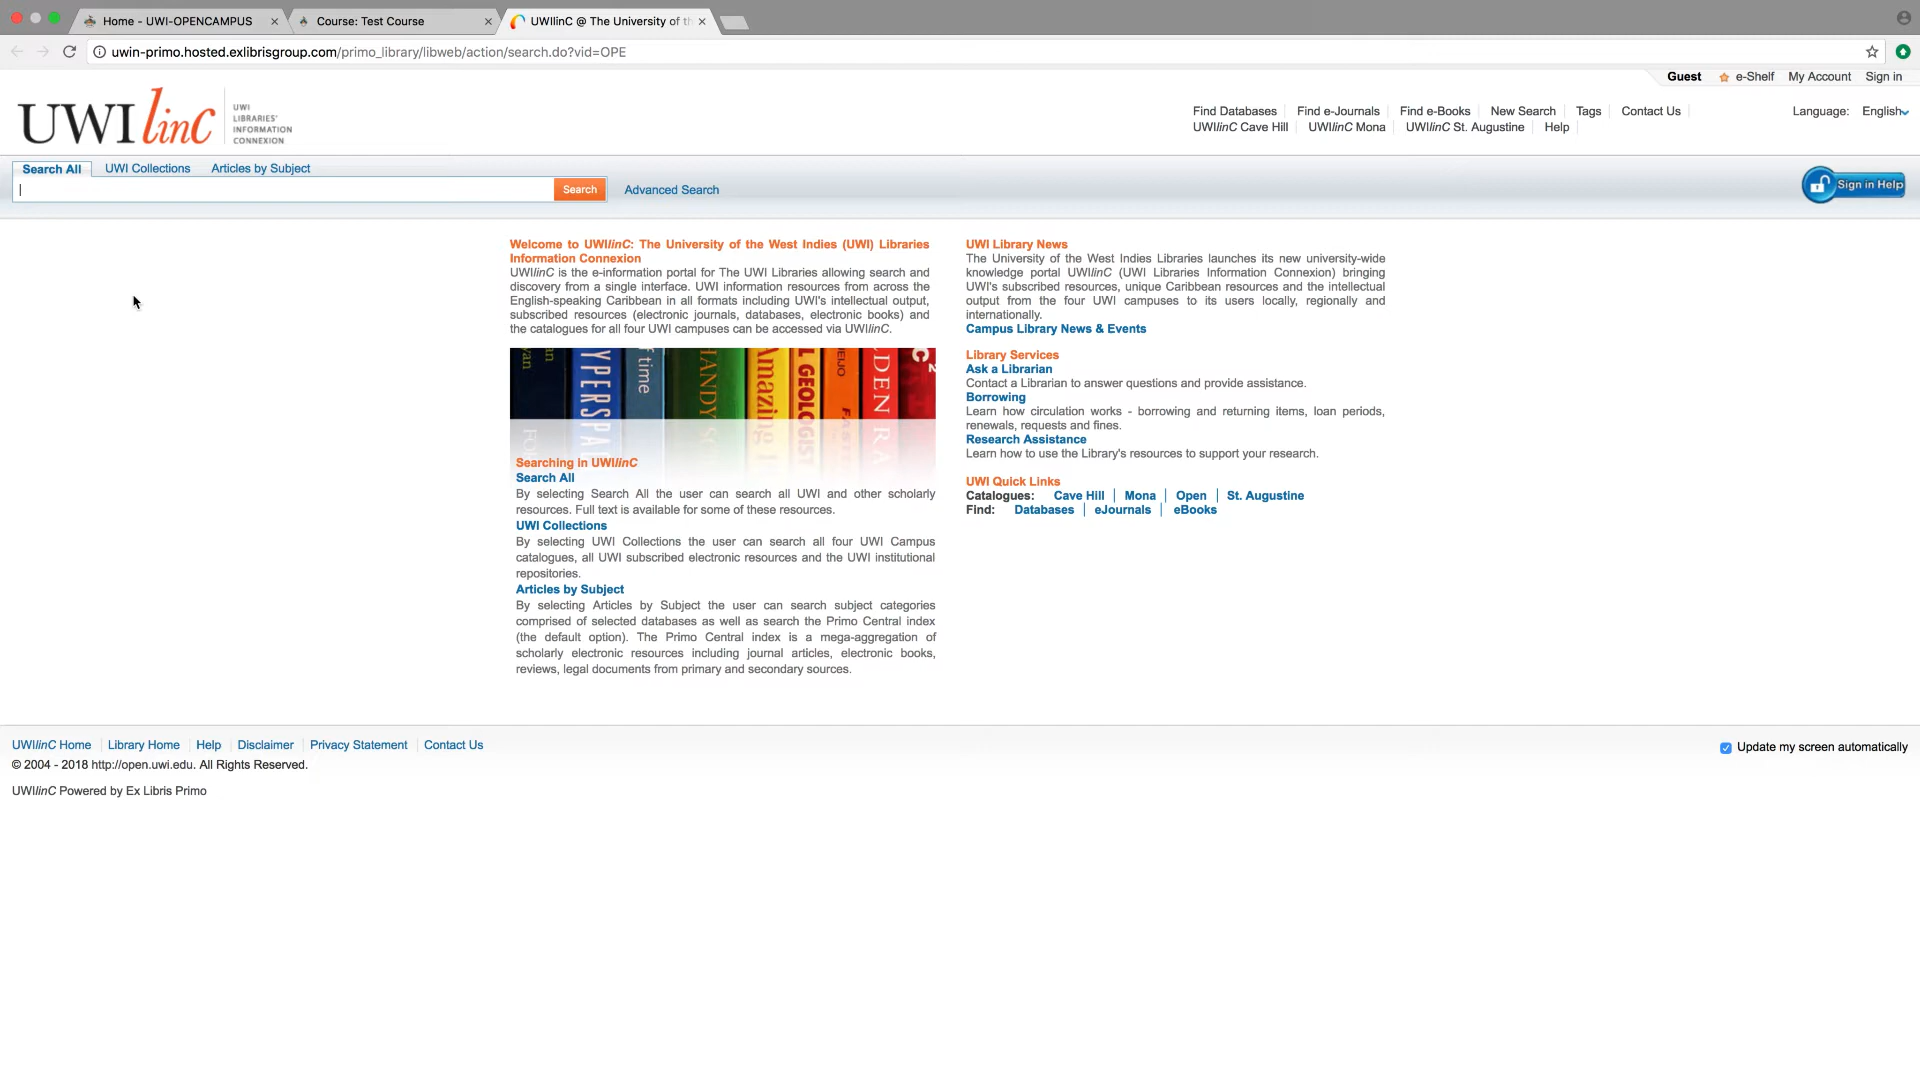 Home - UWI-OPENCAMPUS
Course: Test Course
UWIlinC @ The University of th
uwin-primo.hosted.exlibrisgroup.com/primo_library/libweb/action/search.do?vid=OPE
Guest e-Shelf My Account Sign in
UWI linC
UWI
LIBRARIES'
INFORMATION
CONNEXION
Find Databases Find e-Journals Find e-Books New Search Tags Contact Us
UWIlinC Cave Hill UWIlinC Mona UWIlinC St. Augustine Help
Language: English
Search All UWI Collections Articles by Subject
Search Advanced Search
Sign in Help
Welcome to UWIlinC: The University of the West Indies (UWI) Libraries
Information Connexion
UWIlinC is the e-information portal for The UWI Libraries allowing search and
discovery from a single interface. UWI information resources from across the
English-speaking Caribbean in all formats including UWI's intellectual output,
subscribed resources (electronic journals, databases, electronic books) and
the catalogues for all four UWI campuses can be accessed via UWIlinC.
YPERSPA
f time
HANDY
Amazing
L GEOLOGIST
EIJO
FAST
DEN RA
C2
Searching in UWIlinC
Search All
By selecting Search All the user can search all UWI and other scholarly
resources. Full text is available for some of these resources.
UWI Collections
By selecting UWI Collections the user can search all four UWI Campus
catalogues, all UWI subscribed electronic resources and the UWI institutional
repositories.
Articles by Subject
By selecting Articles by Subject the user can search subject categories
comprised of selected databases as well as search the Primo Central index
(the default option). The Primo Central index is a mega-aggregation of
scholarly electronic resources including journal articles, electronic books,
reviews, legal documents from primary and secondary sources.
UWI Library News
The University of the West Indies Libraries launches its new university-wide
knowledge portal UWIlinC (UWI Libraries Information Connexion) bringing
UWI's subscribed resources, unique Caribbean resources and the intellectual
output from the four UWI campuses to its users locally, regionally and
internationally.
Campus Library News & Events
Library Services
Ask a Librarian
Contact a Librarian to answer questions and provide assistance.
Borrowing
Learn how circulation works - borrowing and returning items, loan periods,
renewals, requests and fines.
Research Assistance
Learn how to use the Library's resources to support your research.
UWI Quick Links
Catalogues: Cave Hill | Mona | Open | St. Augustine
Find: Databases | eJournals | eBooks
UWIlinC Home Library Home Help Disclaimer Privacy Statement Contact Us
Update my screen automatically
© 2004 - 2018 http://open.uwi.edu. All Rights Reserved.
UWIlinC Powered by Ex Libris Primo